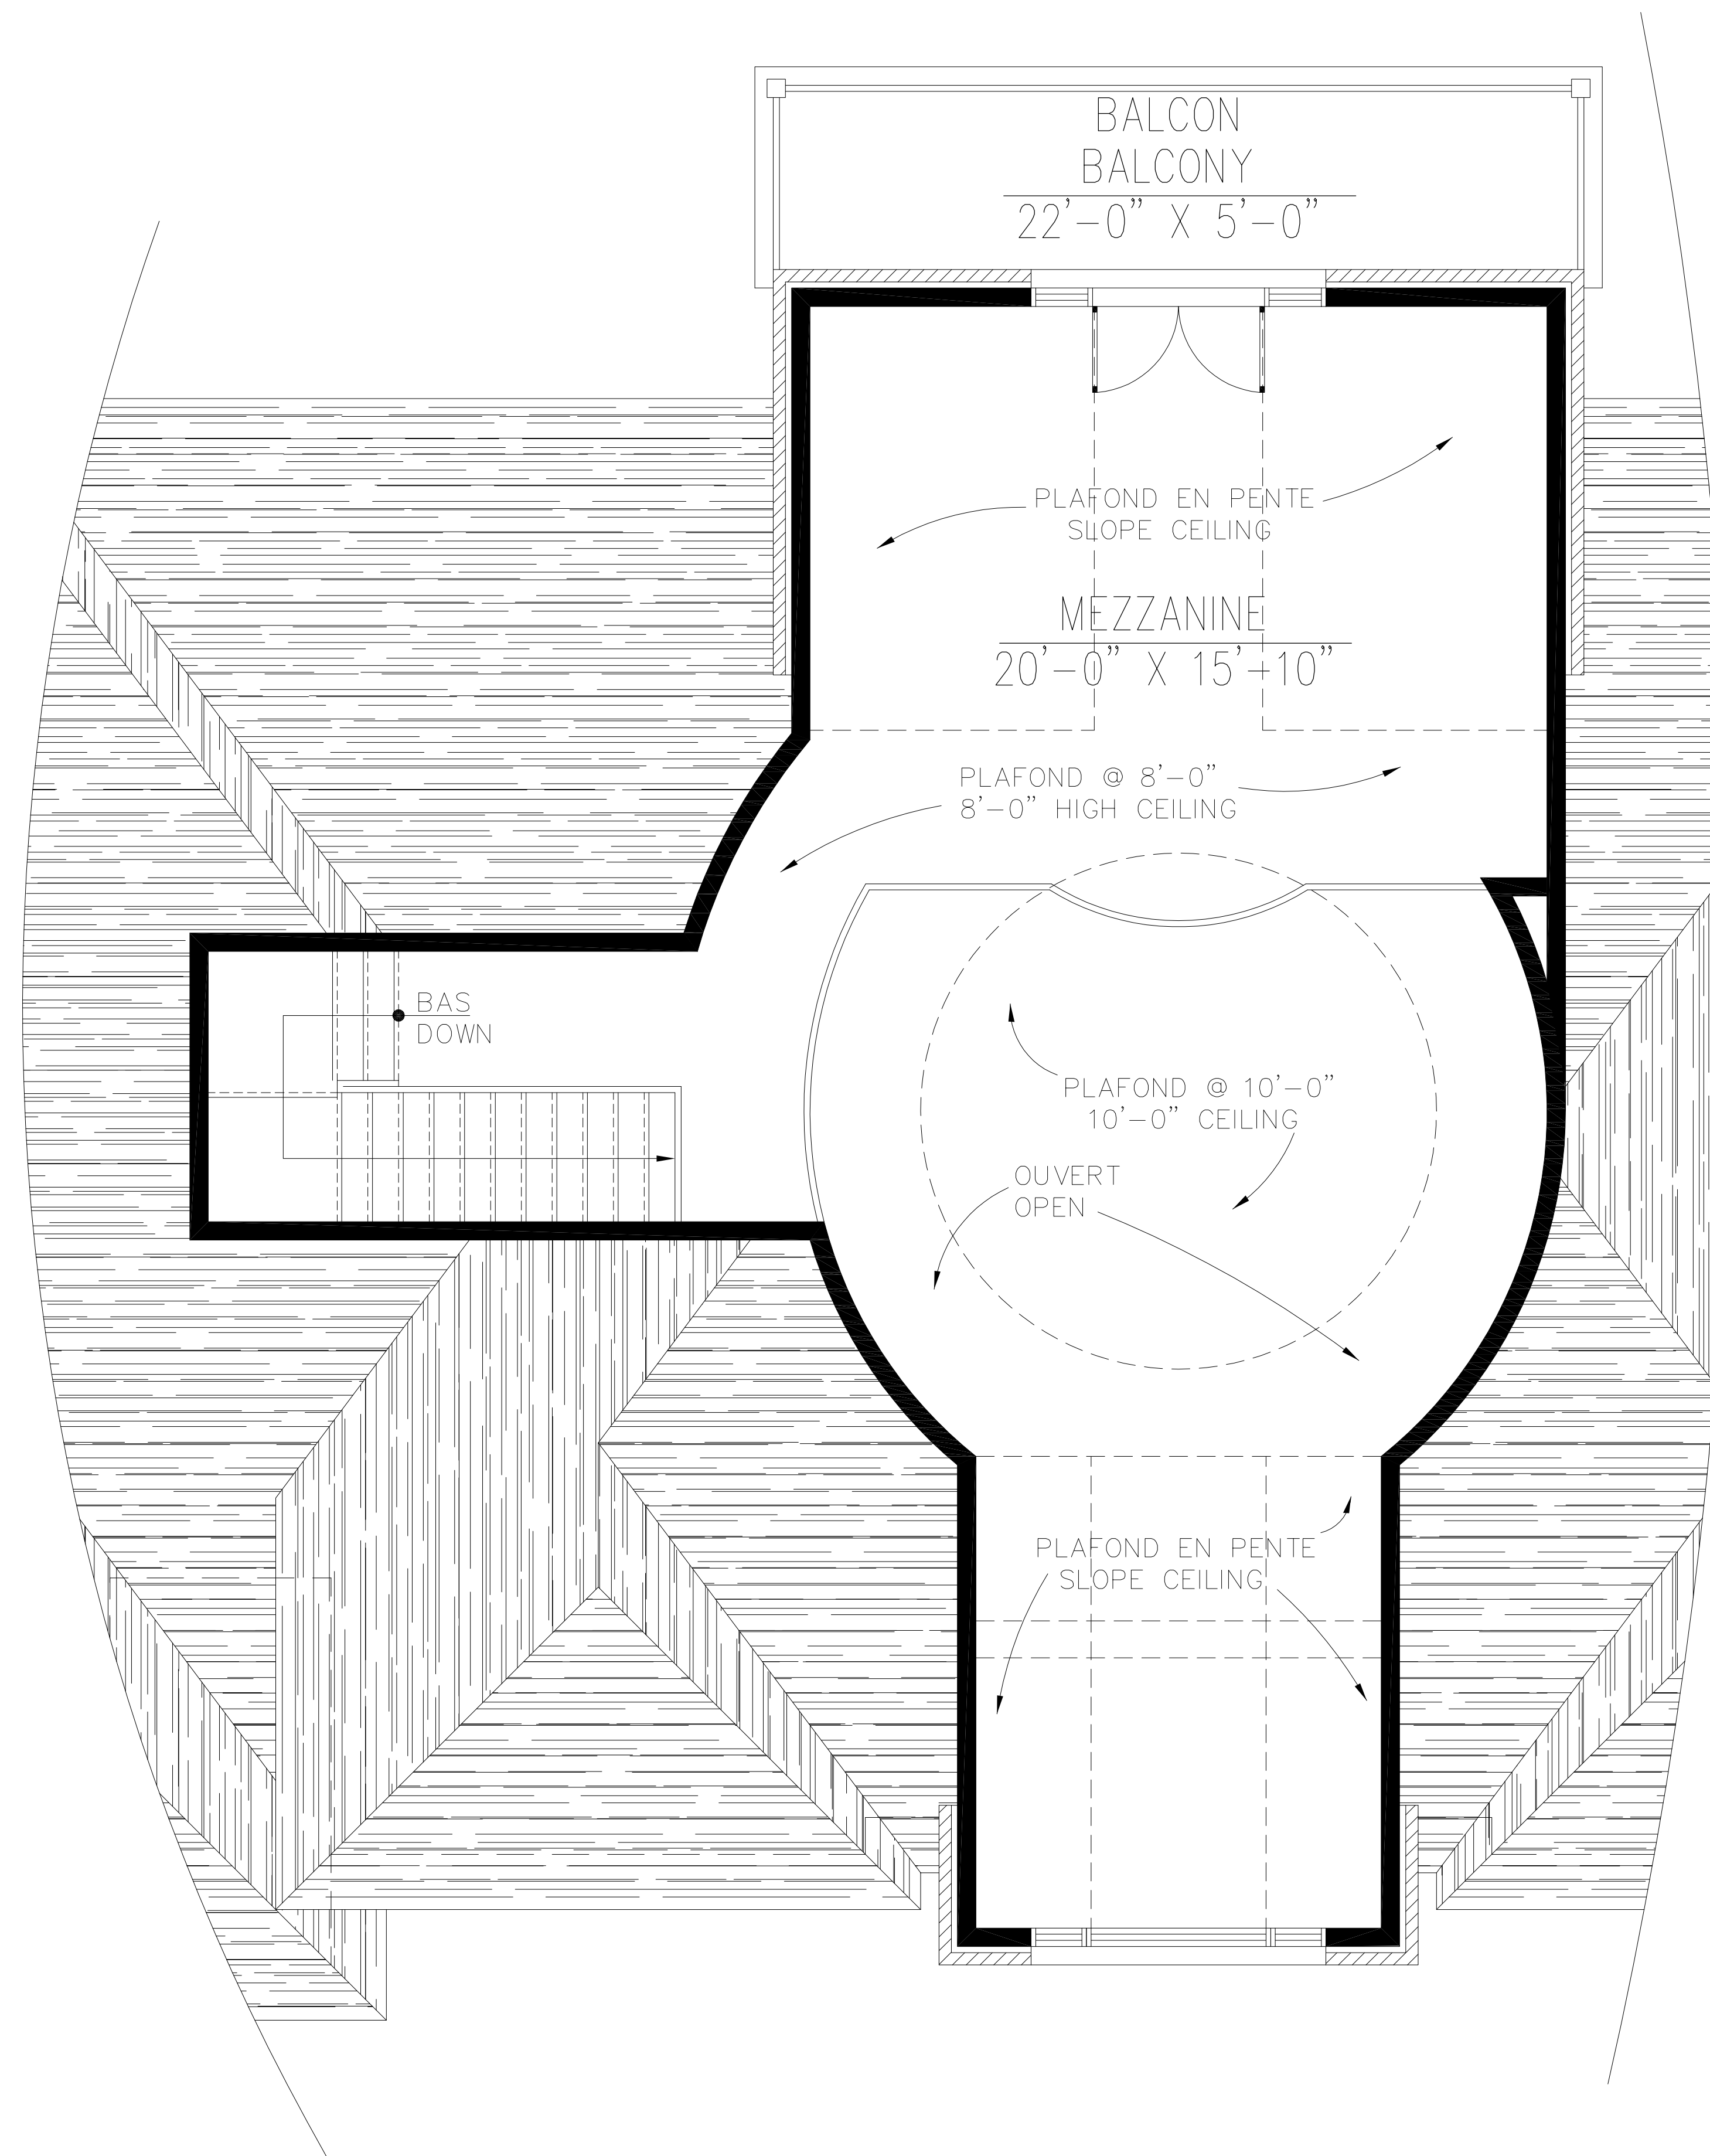 BALCON
BALCONY
22'-0" X 5'-0"
PLAFOND EN PENTE
SLOPE CEILING
MEZZANINE
20'-0" X 15'-10"
PLAFOND @ 8'-0"
8'-0" HIGH CEILING
BAS
DOWN
PLAFOND @ 10'-0"
10'-0" CEILING
OUVERT
OPEN
PLAFOND EN PENTE
SLOPE CEILING